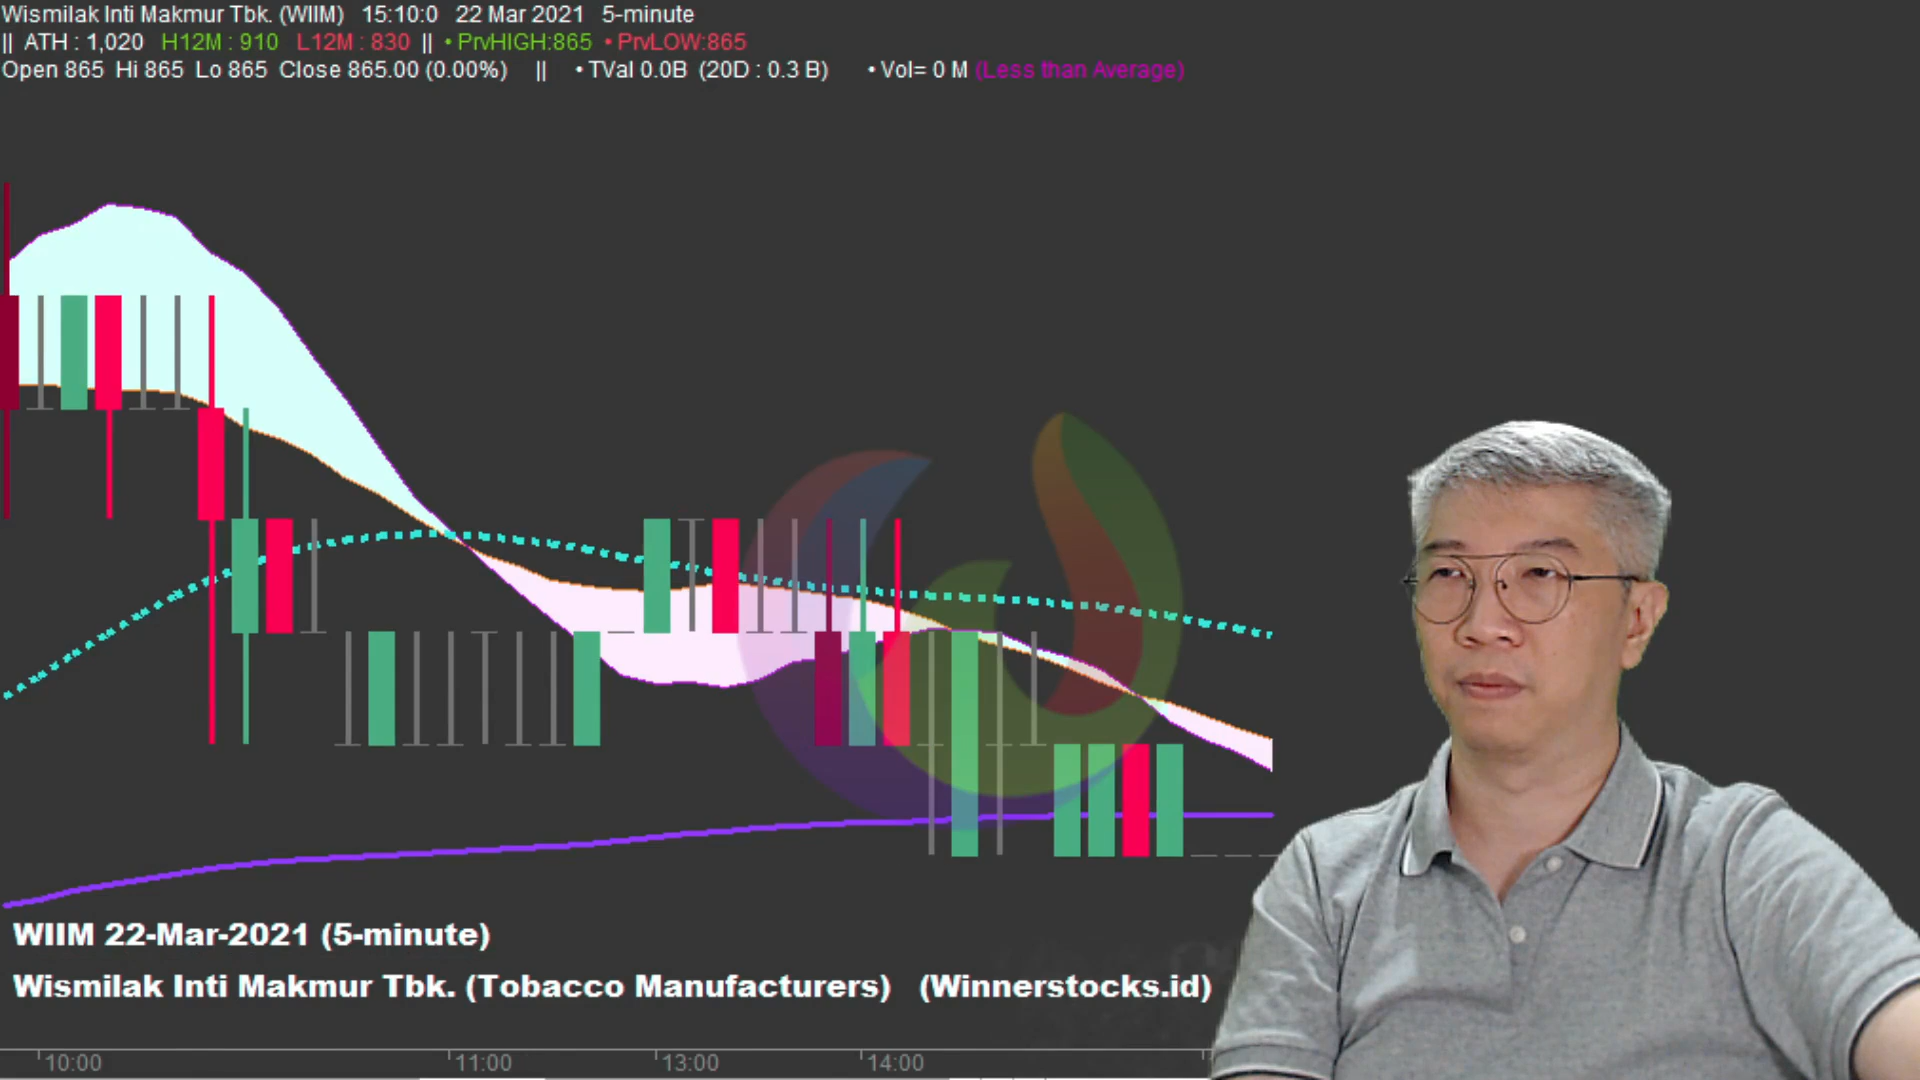 Wismilak Inti Makmur Tbk. (WIIM) 15:10:0 22 Mar 2021 5-minute
|| ATH : 1,020 H12M : 910 L12M : 830 || • PrvHIGH:865 • PrvLOW:865
Open 865 Hi 865 Lo 865 Close 865.00 (0.00%) || • TVal 0.0B (20D : 0.3 B) • Vol= 0 M (Less than Average)
WIIM 22-Mar-2021 (5-minute)
Wismilak Inti Makmur Tbk. (Tobacco Manufacturers) (Winnerstocks.id)
10:00 11:00 13:00 14:00